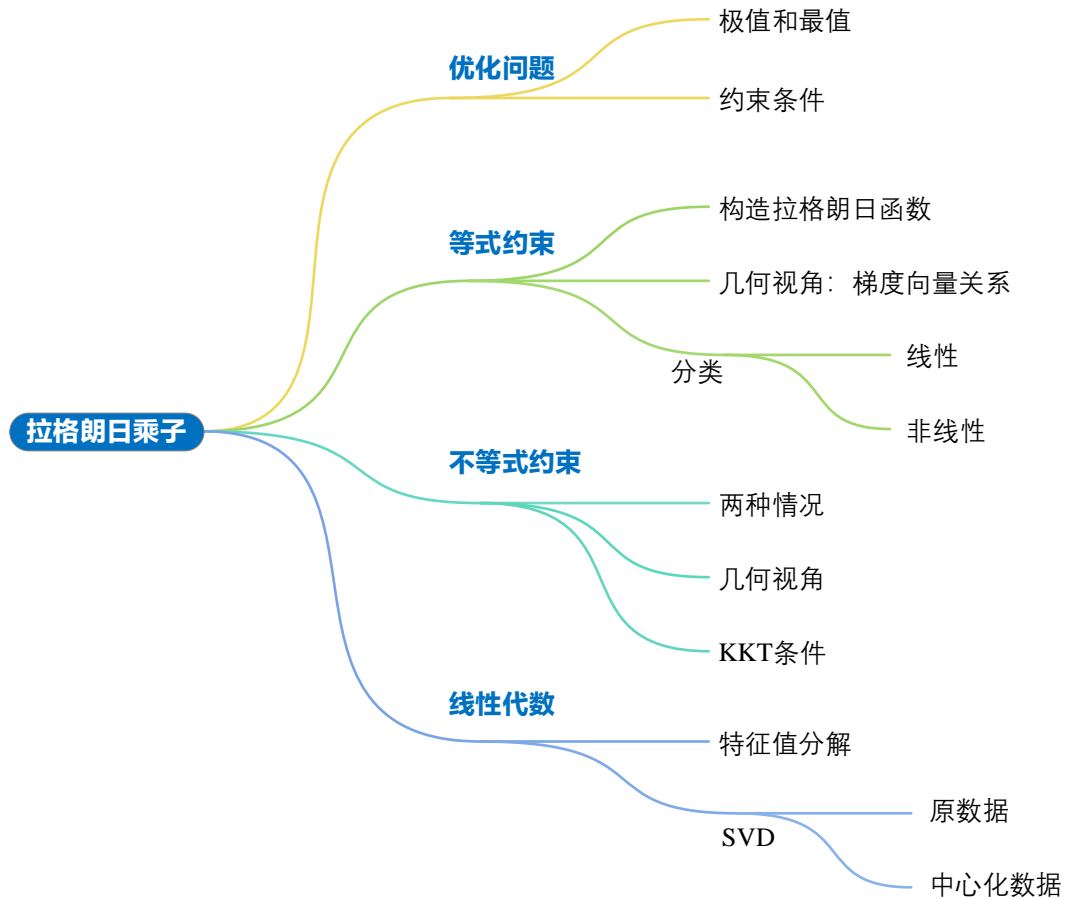 极值和最值
优化问题
约束条件
构造拉格朗日函数
等式约束
几何视角：梯度向量关系
线性
分类
非线性
拉格朗日乘子
不等式约束
两种情况
几何视角
KKT条件
线性代数
特征值分解
原数据
SVD
中心化数据